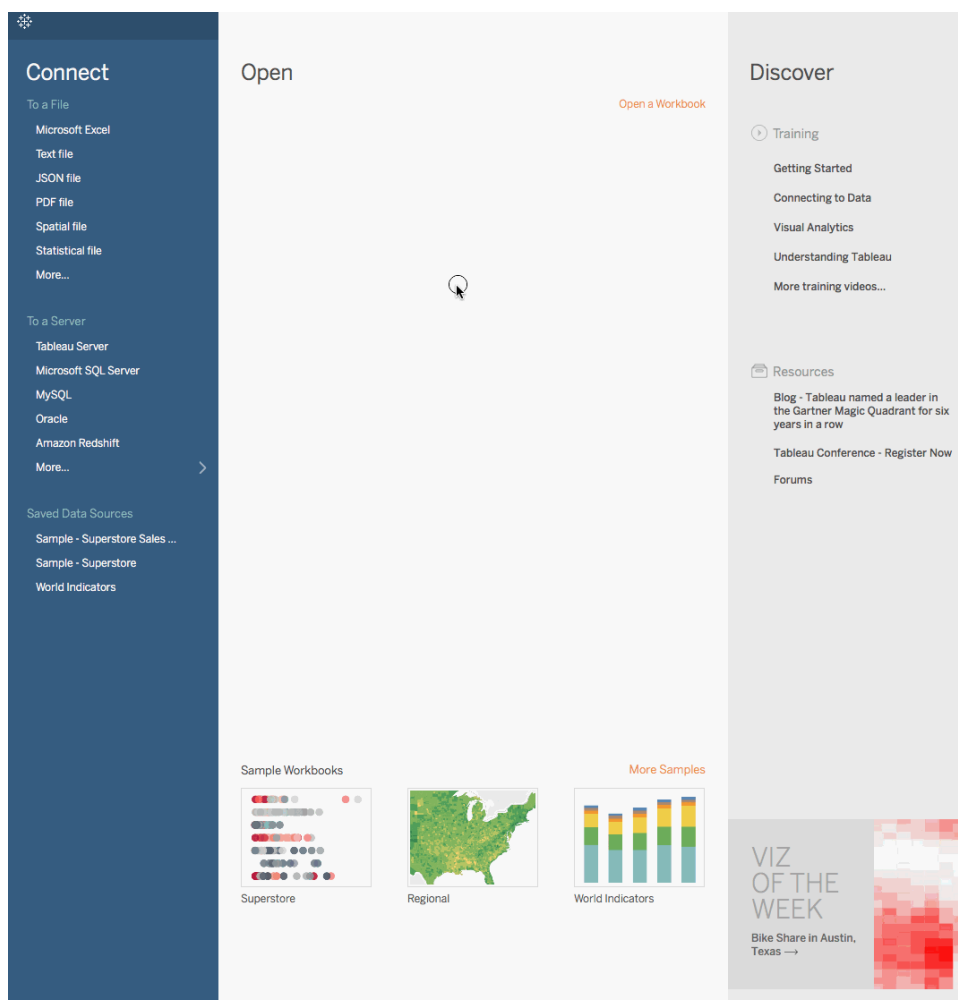 Connect
To a File
Microsoft Excel
Text file
JSON file
PDF file
Spatial file
Statistical file
More...
To a Server
Tableau Server
Microsoft SQL Server
MySQL
Oracle
Amazon Redshift
More...
Saved Data Sources
Sample - Superstore Sales ...
Sample - Superstore
World Indicators
Open
Open a Workbook
Sample Workbooks
More Samples
Superstore
Regional
World Indicators
Discover
Training
Getting Started
Connecting to Data
Visual Analytics
Understanding Tableau
More training videos...
Resources
Blog - Tableau named a leader in
the Gartner Magic Quadrant for six
years in a row
Tableau Conference - Register Now
Forums
VIZ
OF THE
WEEK
Bike Share in Austin,
Texas →